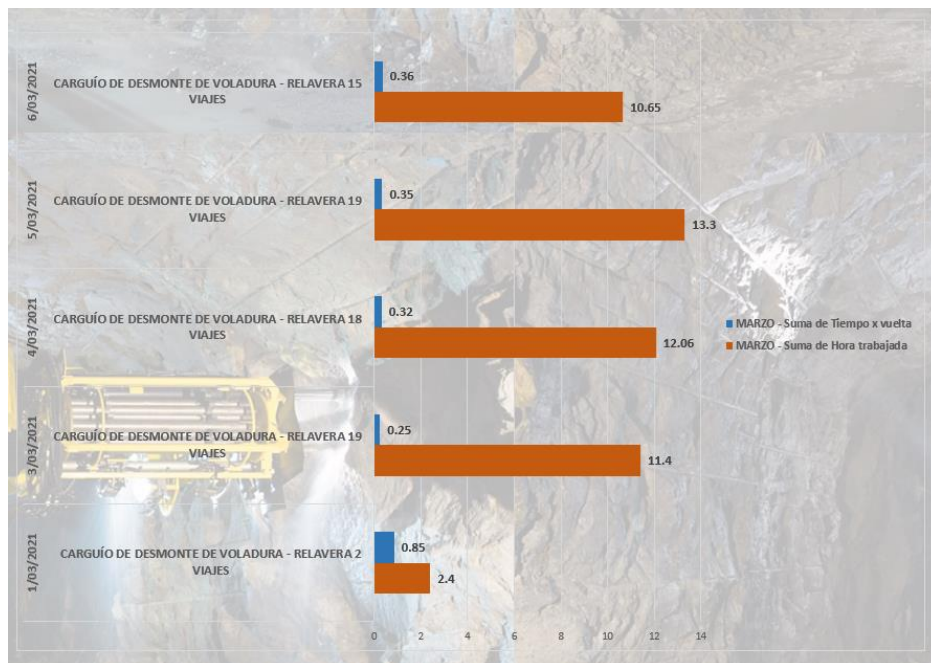 6/03/2021
CARGUÍO DE DESMONTE DE VOLADURA - RELAVERA 15
VIAJES
0.36
10.65
5/03/2021
CARGUÍO DE DESMONTE DE VOLADURA - RELAVERA 19
VIAJES
0.35
13.3
4/03/2021
CARGUÍO DE DESMONTE DE VOLADURA - RELAVERA 18
VIAJES
0.32
12.06
MARZO - Suma de Tiempo x vuelta
MARZO - Suma de Hora trabajada
3/03/2021
CARGUÍO DE DESMONTE DE VOLADURA - RELAVERA 19
VIAJES
0.25
11.4
1/03/2021
CARGUÍO DE DESMONTE DE VOLADURA - RELAVERA 2
VIAJES
0.85
2.4
0 2 4 6 8 10 12 14